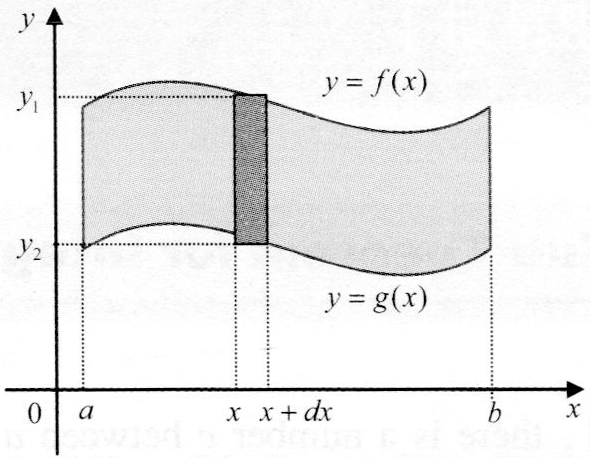 y
y = f(x)
y₁
y₂
y = g(x)
0 a x x + dx b x
, there is a number c between a